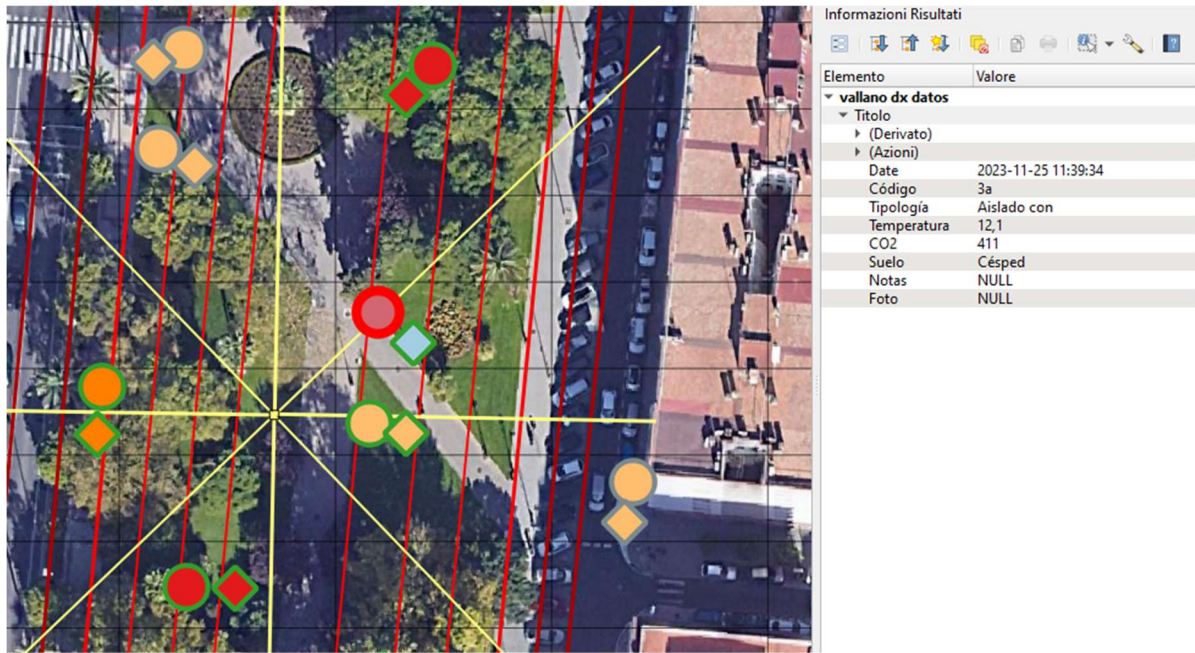 Informazioni Risultati
Elemento Valore
vallano dx datos
Titolo
(Derivato)
(Azioni)
Date 2023-11-25 11:39:34
Código 3a
Tipología Aislado con
Temperatura 12,1
CO2 411
Suelo Césped
Notas NULL
Foto NULL